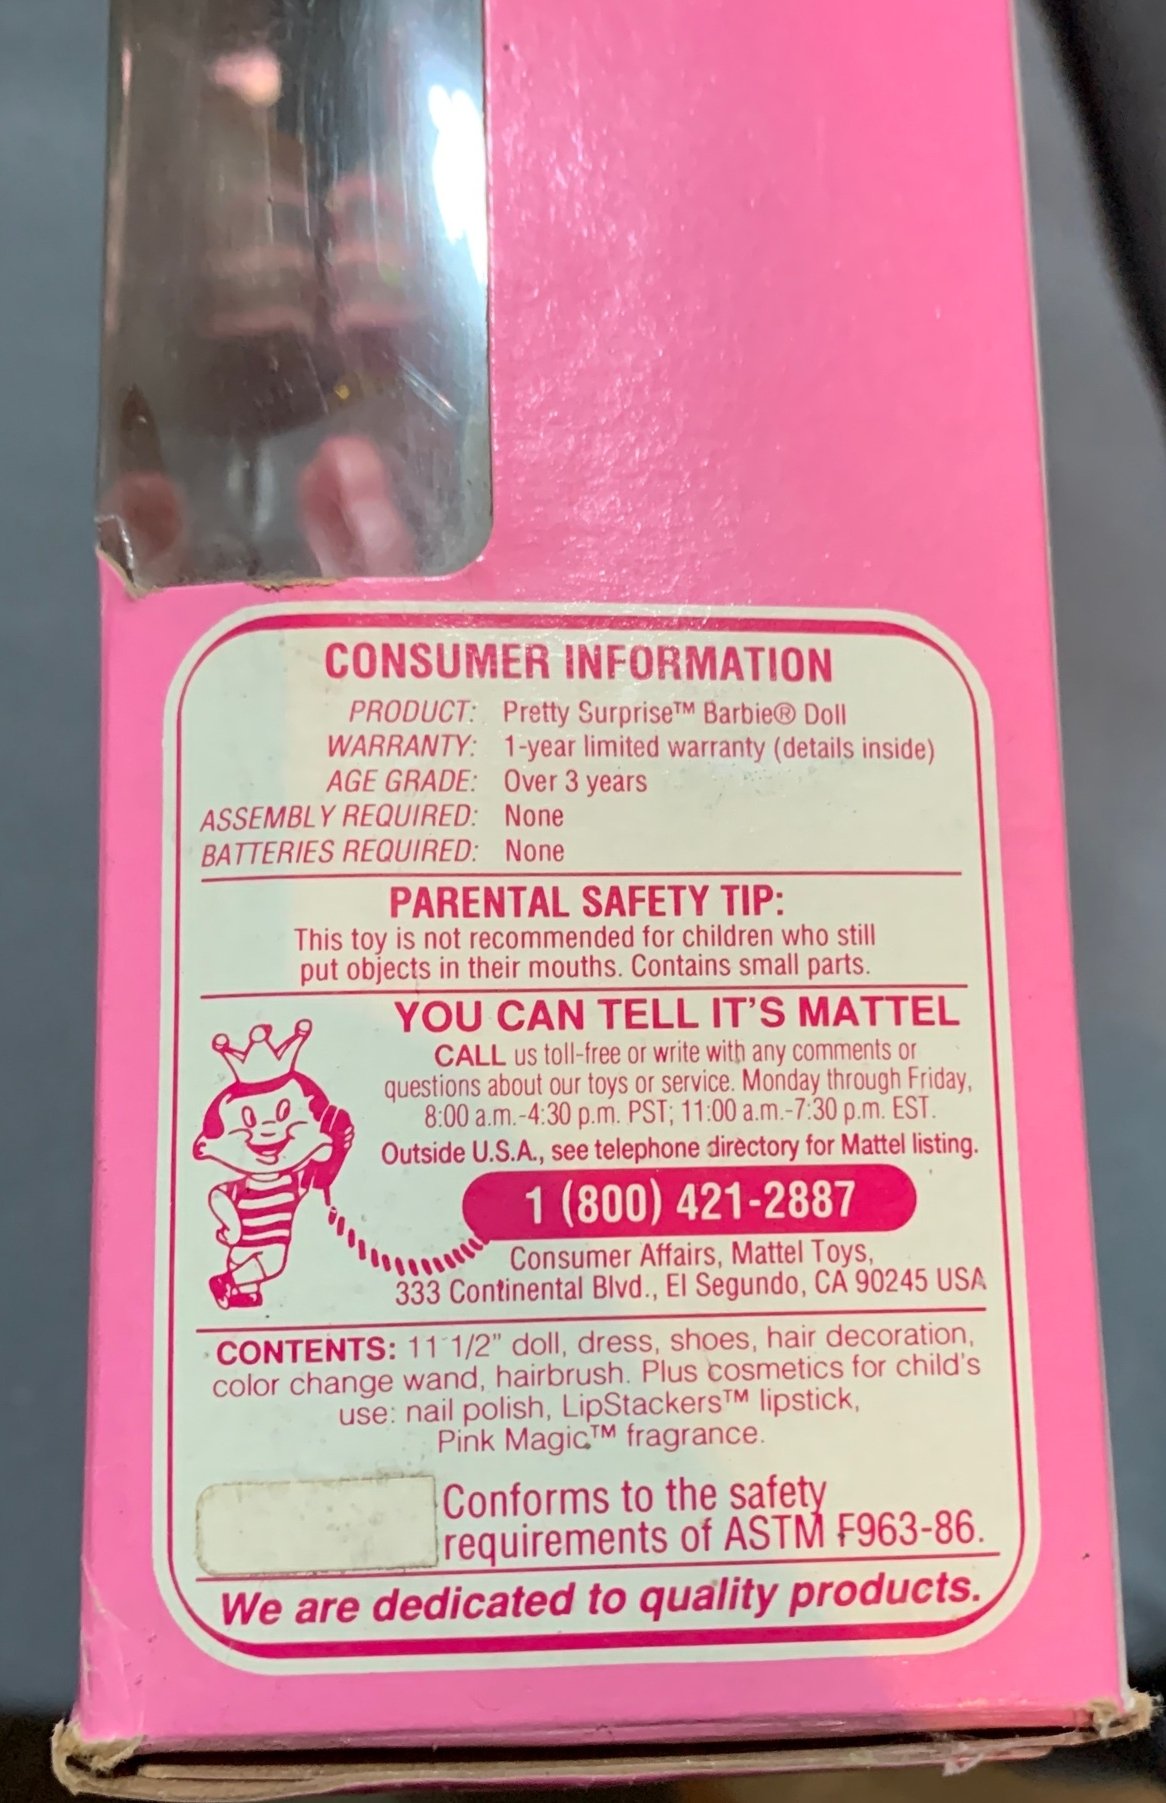 CONSUMER INFORMATION
PRODUCT: Pretty Surprise™ Barbie® Doll
WARRANTY: 1-year limited warranty (details inside)
AGE GRADE: Over 3 years
ASSEMBLY REQUIRED: None
BATTERIES REQUIRED: None
PARENTAL SAFETY TIP:
This toy is not recommended for children who still
put objects in their mouths. Contains small parts.
YOU CAN TELL IT'S MATTEL
CALL us toll-free or write with any comments or
questions about our toys or service. Monday through Friday,
8:00 a.m.-4:30 p.m. PST; 11:00 a.m.-7:30 p.m. EST.
Outside U.S.A., see telephone directory for Mattel listing.
1 (800) 421-2887
Consumer Affairs, Mattel Toys,
333 Continental Blvd., El Segundo, CA 90245 USA
CONTENTS: 11 1/2" doll, dress, shoes, hair decoration,
color change wand, hairbrush. Plus cosmetics for child's
use: nail polish, LipStackers™ lipstick,
Pink Magic™ fragrance.
Conforms to the safety
requirements of ASTM F963-86.
We are dedicated to quality products.